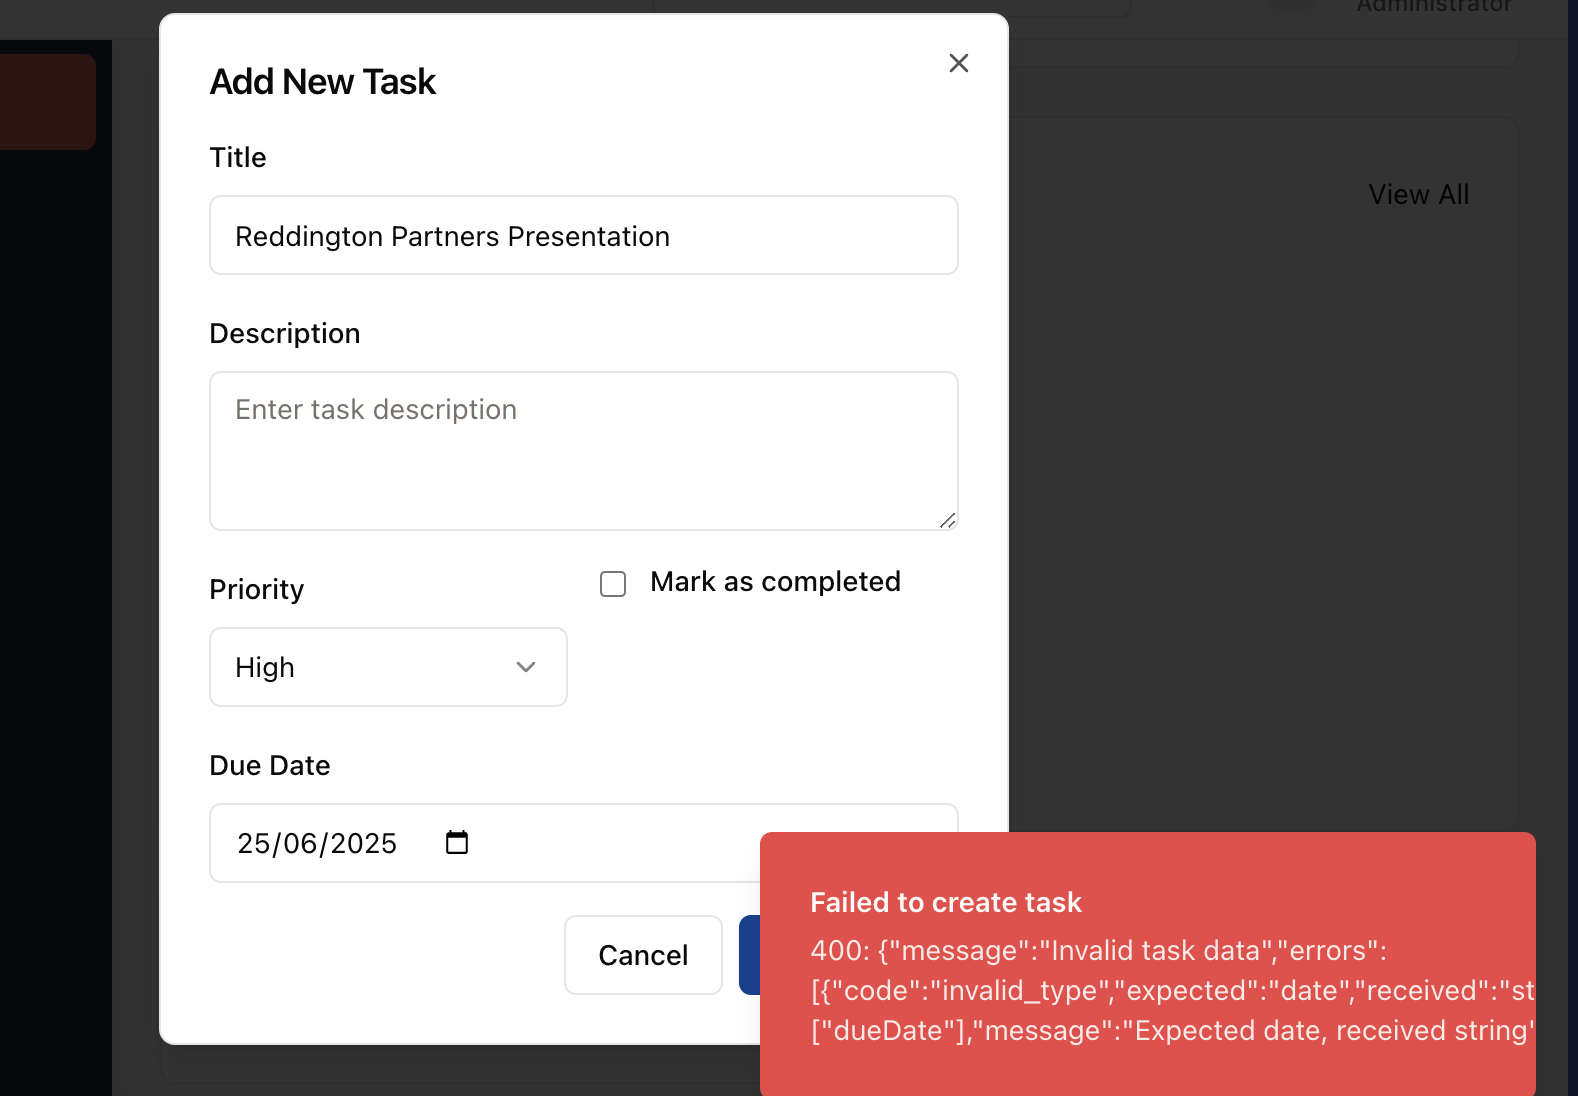 Administrator
Add New Task
Title
View All
Reddington Partners Presentation
Description
Enter task description
Priority
Mark as completed
High
Due Date
25/06/2025
Cancel
Failed to create task
400: {"message":"Invalid task data","errors":
[{"code":"invalid_type","expected":"date","received":"st
["dueDate"],"message":"Expected date, received string"